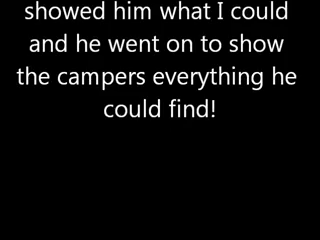 showed him what I could
and he went on to show
the campers everything he
could find!